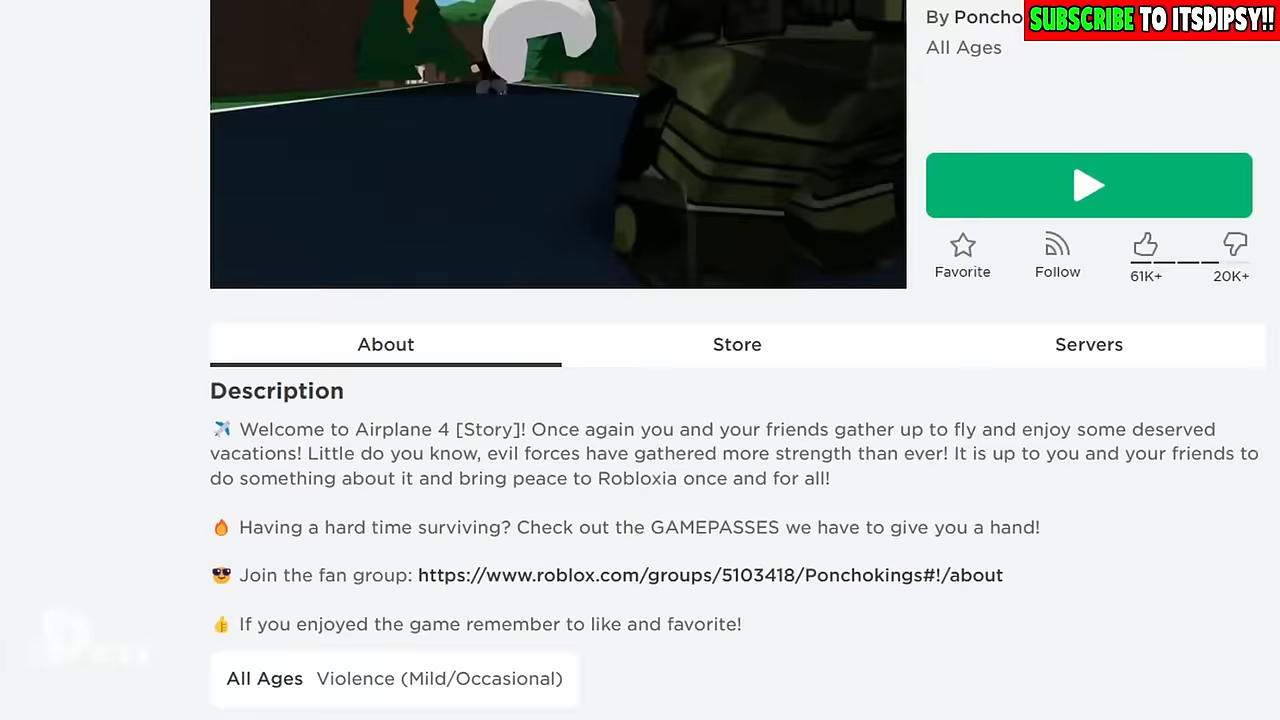 By Poncho
SUBSCRIBE TO ITSDIPSY!!
All Ages
Favorite
Follow
61K+
20K+
About
Store
Servers
Description
✈️ Welcome to Airplane 4 [Story]! Once again you and your friends gather up to fly and enjoy some deserved
vacations! Little do you know, evil forces have gathered more strength than ever! It is up to you and your friends to
do something about it and bring peace to Robloxia once and for all!
🔥 Having a hard time surviving? Check out the GAMEPASSES we have to give you a hand!
😎 Join the fan group: https://www.roblox.com/groups/5103418/Ponchokings#!/about
👍 If you enjoyed the game remember to like and favorite!
All Ages Violence (Mild/Occasional)